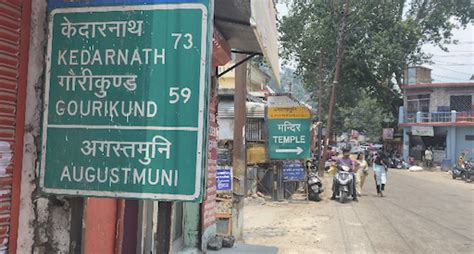 केदारनाथ
KEDARNATH 73
गौरीकुण्ड
GOURIKUND 59
अगस्तमुनि
AUGUSTMUNI
मन्दिर
TEMPLE